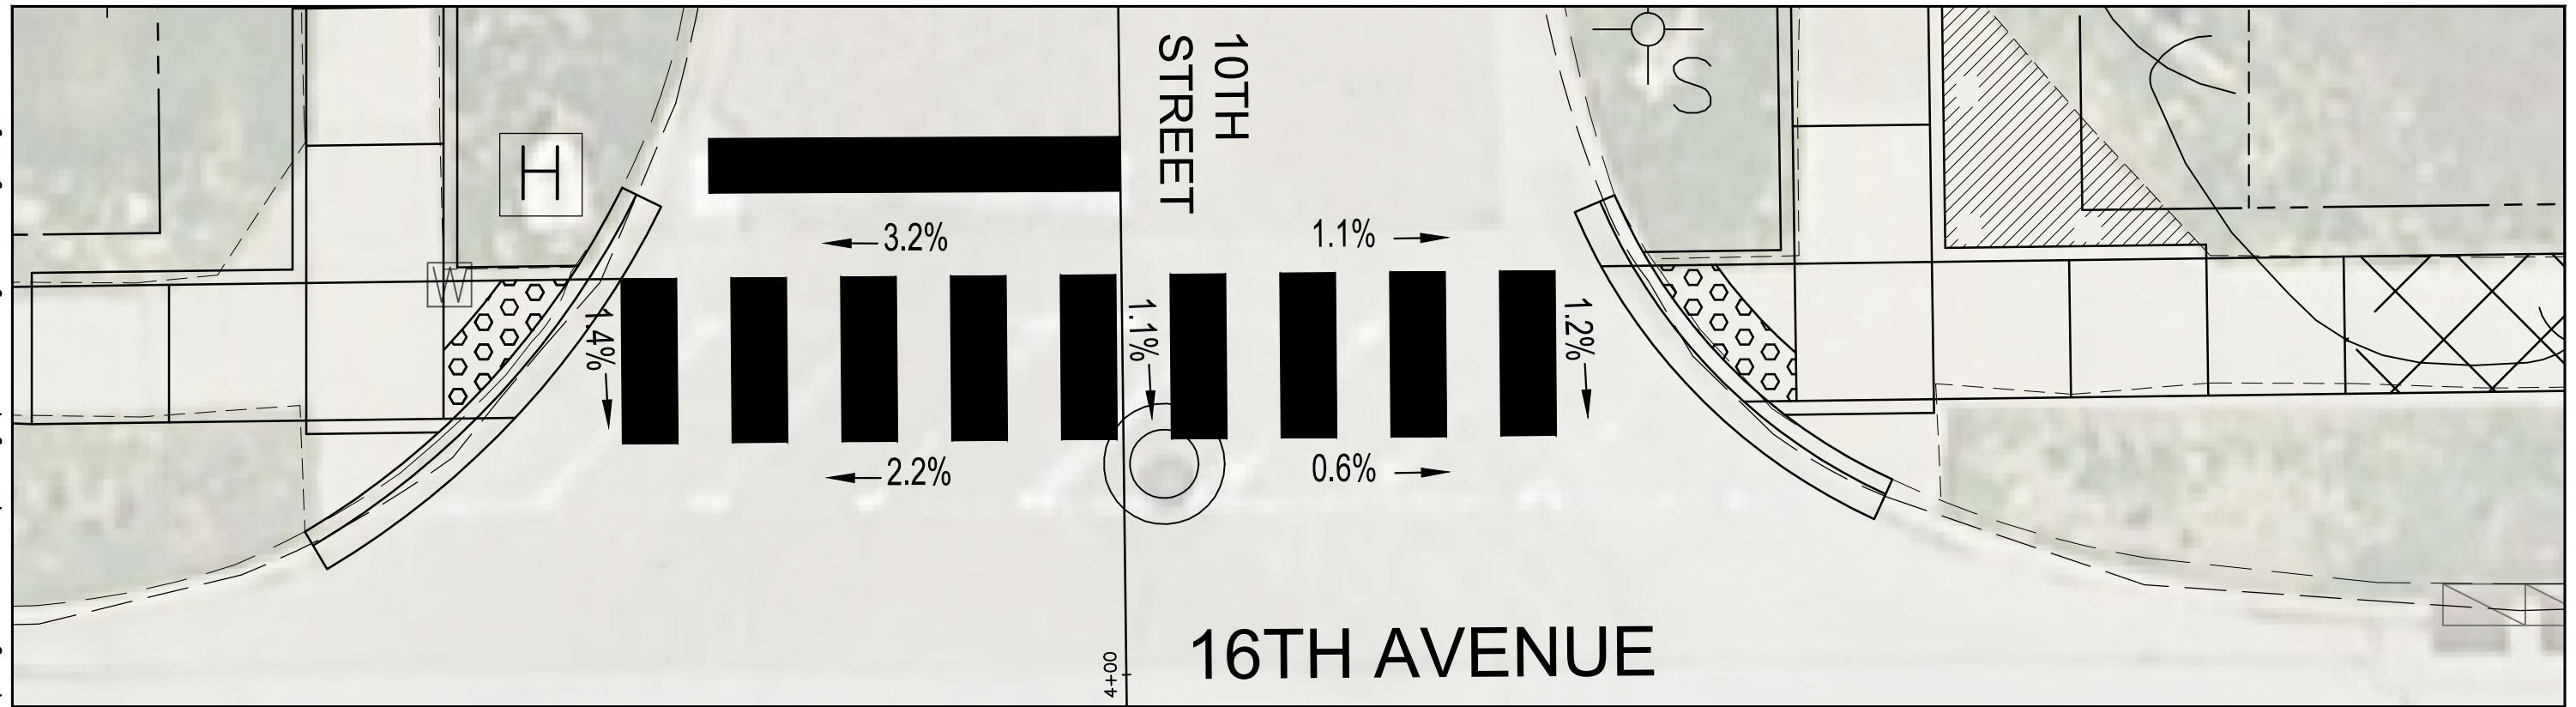 10TH
STREET
S
H
W
3.2%
1.1%
1.4%
1.1%
1.2%
2.2%
0.6%
16TH AVENUE
4+00